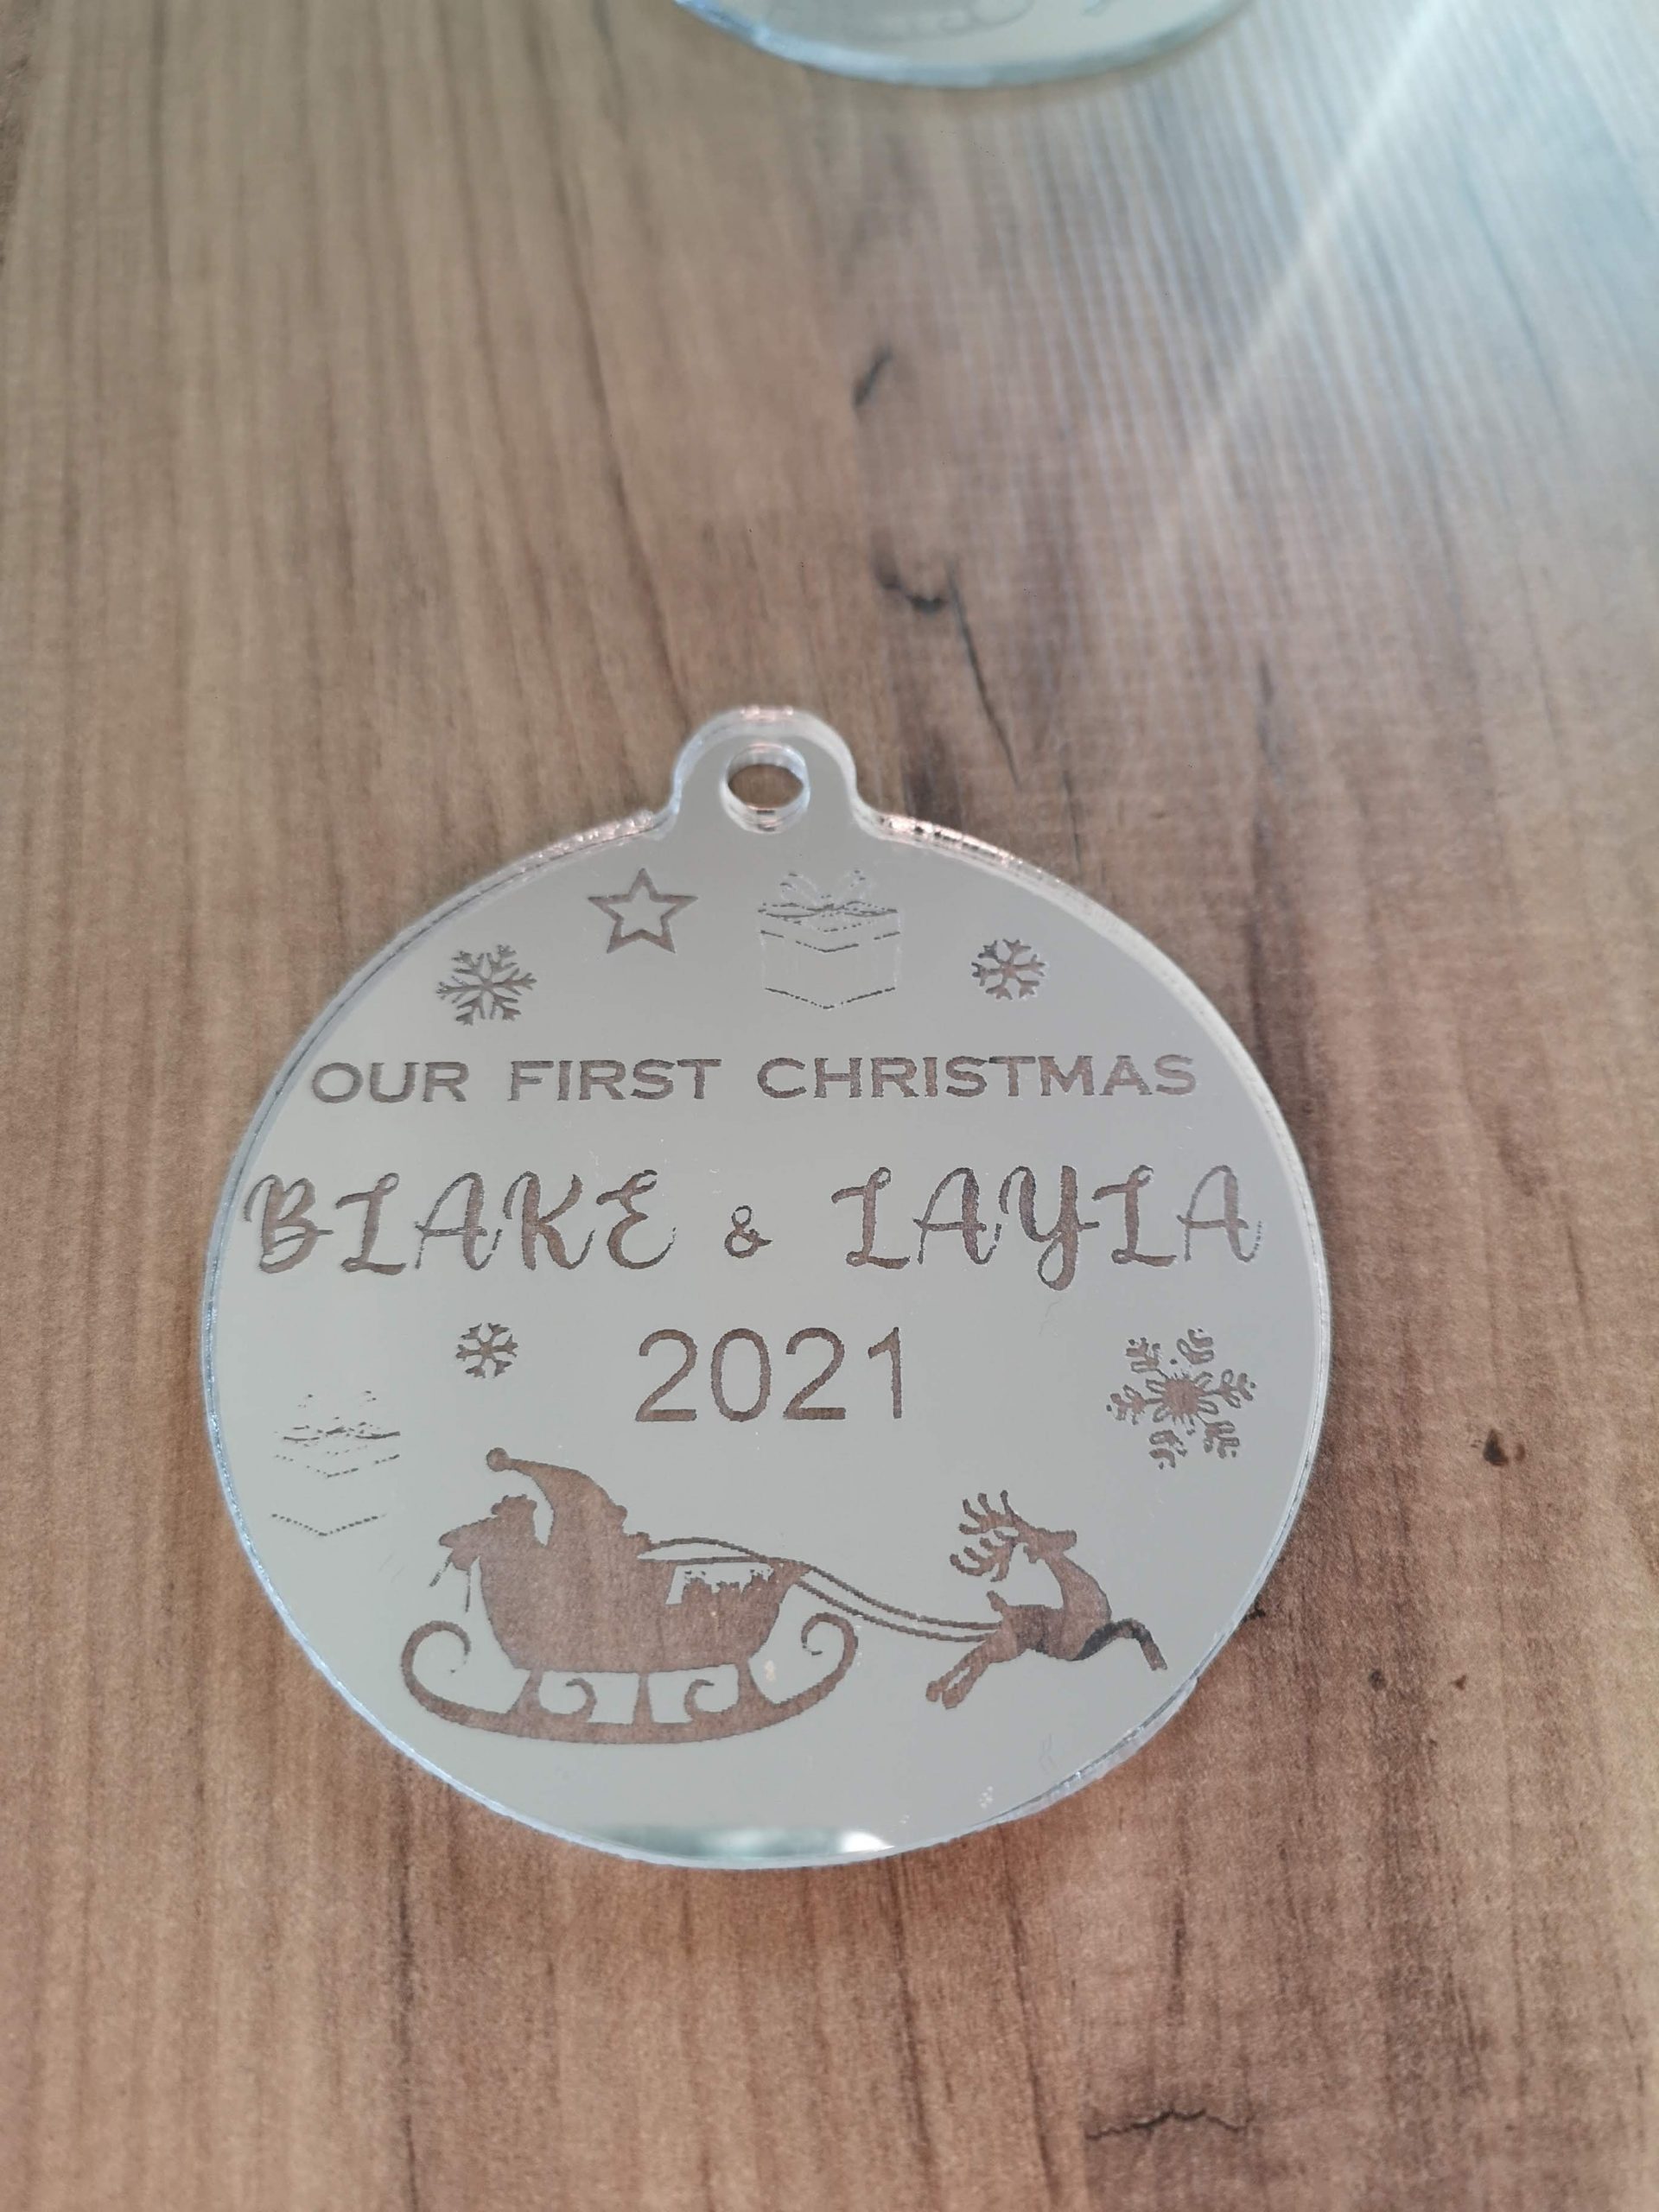 OUR FIRST CHRISTMAS
BLAKE & LAYLA
2021